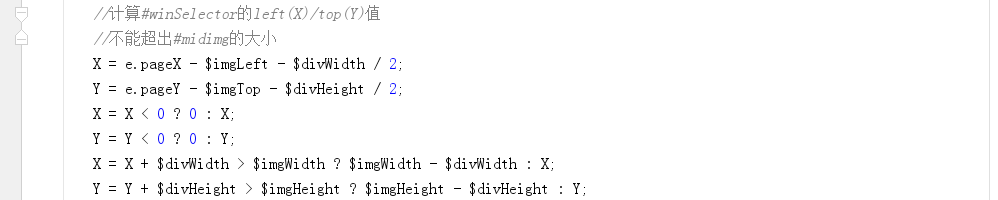 //计算#winSelector的left(X)/top(Y)值
//不能超出#midimg的大小
X = e.pageX - $imgLeft - $divWidth / 2;
Y = e.pageY - $imgTop - $divHeight / 2;
X = X < 0 ? 0 : X;
Y = Y < 0 ? 0 : Y;
X = X + $divWidth > $imgWidth ? $imgWidth - $divWidth : X;
Y = Y + $divHeight > $imgHeight ? $imgHeight - $divHeight : Y;